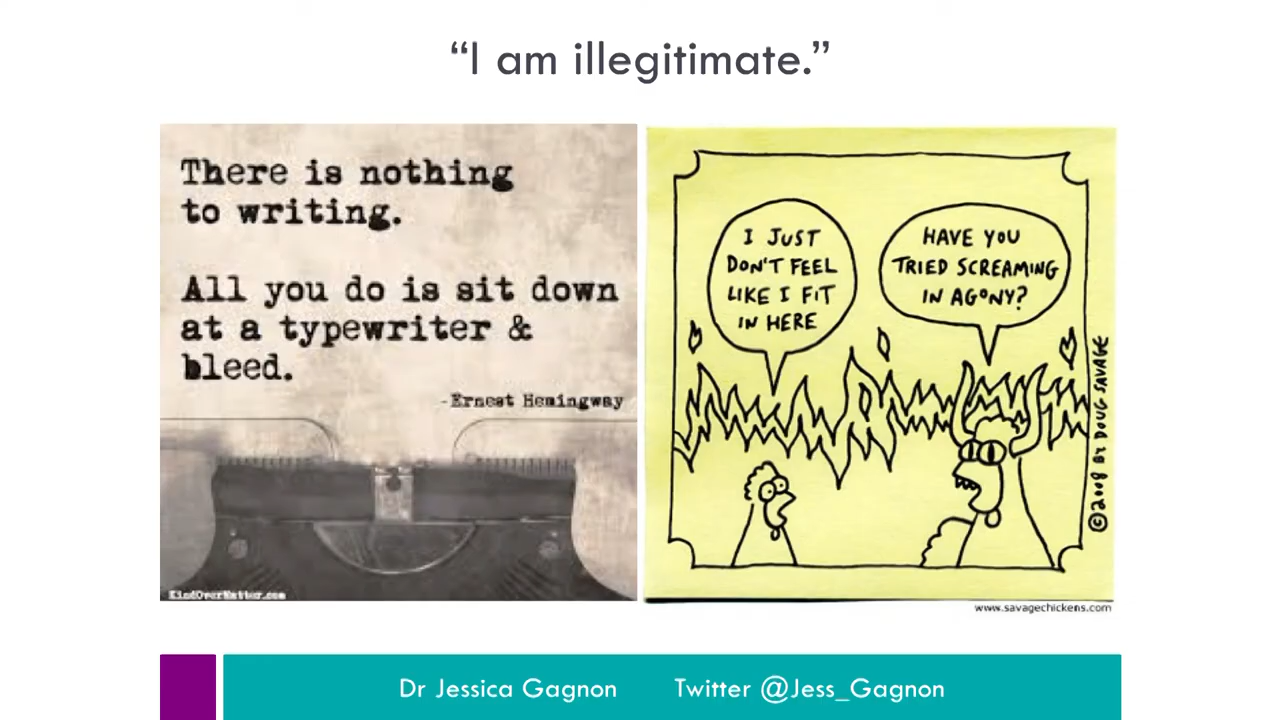 “I am illegitimate.”
There is nothing
to writing.
All you do is sit down
at a typewriter &
bleed.
-Ernest Hemingway
KindOverMatter.com
I JUST
DON'T FEEL
LIKE I FIT
IN HERE
HAVE YOU
TRIED SCREAMING
IN AGONY?
©2008 BY DOUG SAVAGE
www.savagechickens.com
Dr Jessica Gagnon Twitter @Jess_Gagnon